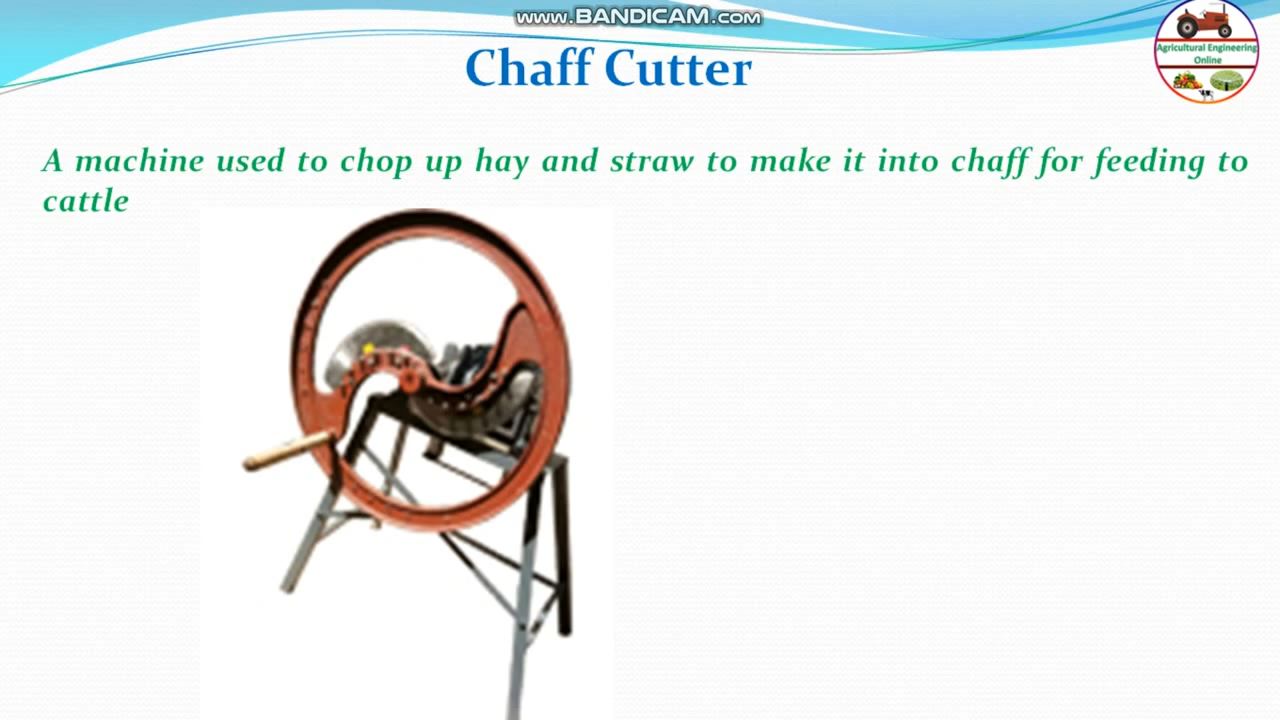 www.BANDICAM.com
Chaff Cutter
Agricultural Engineering
Online
A machine used to chop up hay and straw to make it into chaff for feeding to
cattle